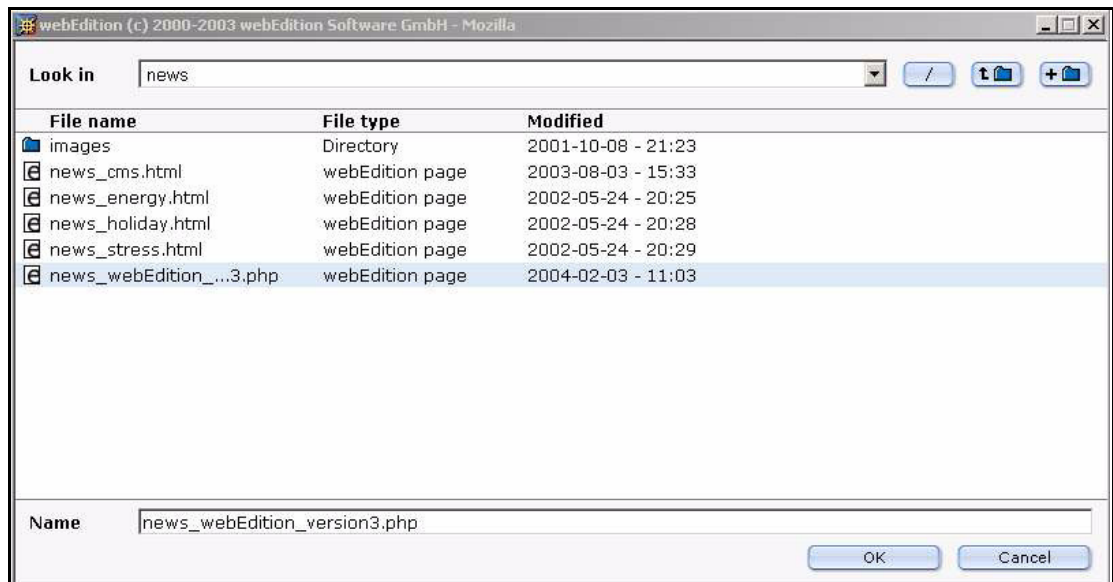 webEdition (c) 2000-2003 webEdition Software GmbH - Mozilla
Look in news /
File name File type Modified
images Directory 2001-10-08 - 21:23
news_cms.html webEdition page 2003-08-03 - 15:33
news_energy.html webEdition page 2002-05-24 - 20:25
news_holiday.html webEdition page 2002-05-24 - 20:28
news_stress.html webEdition page 2002-05-24 - 20:29
news_webEdition_...3.php webEdition page 2004-02-03 - 11:03
Name news_webEdition_version3.php
OK Cancel